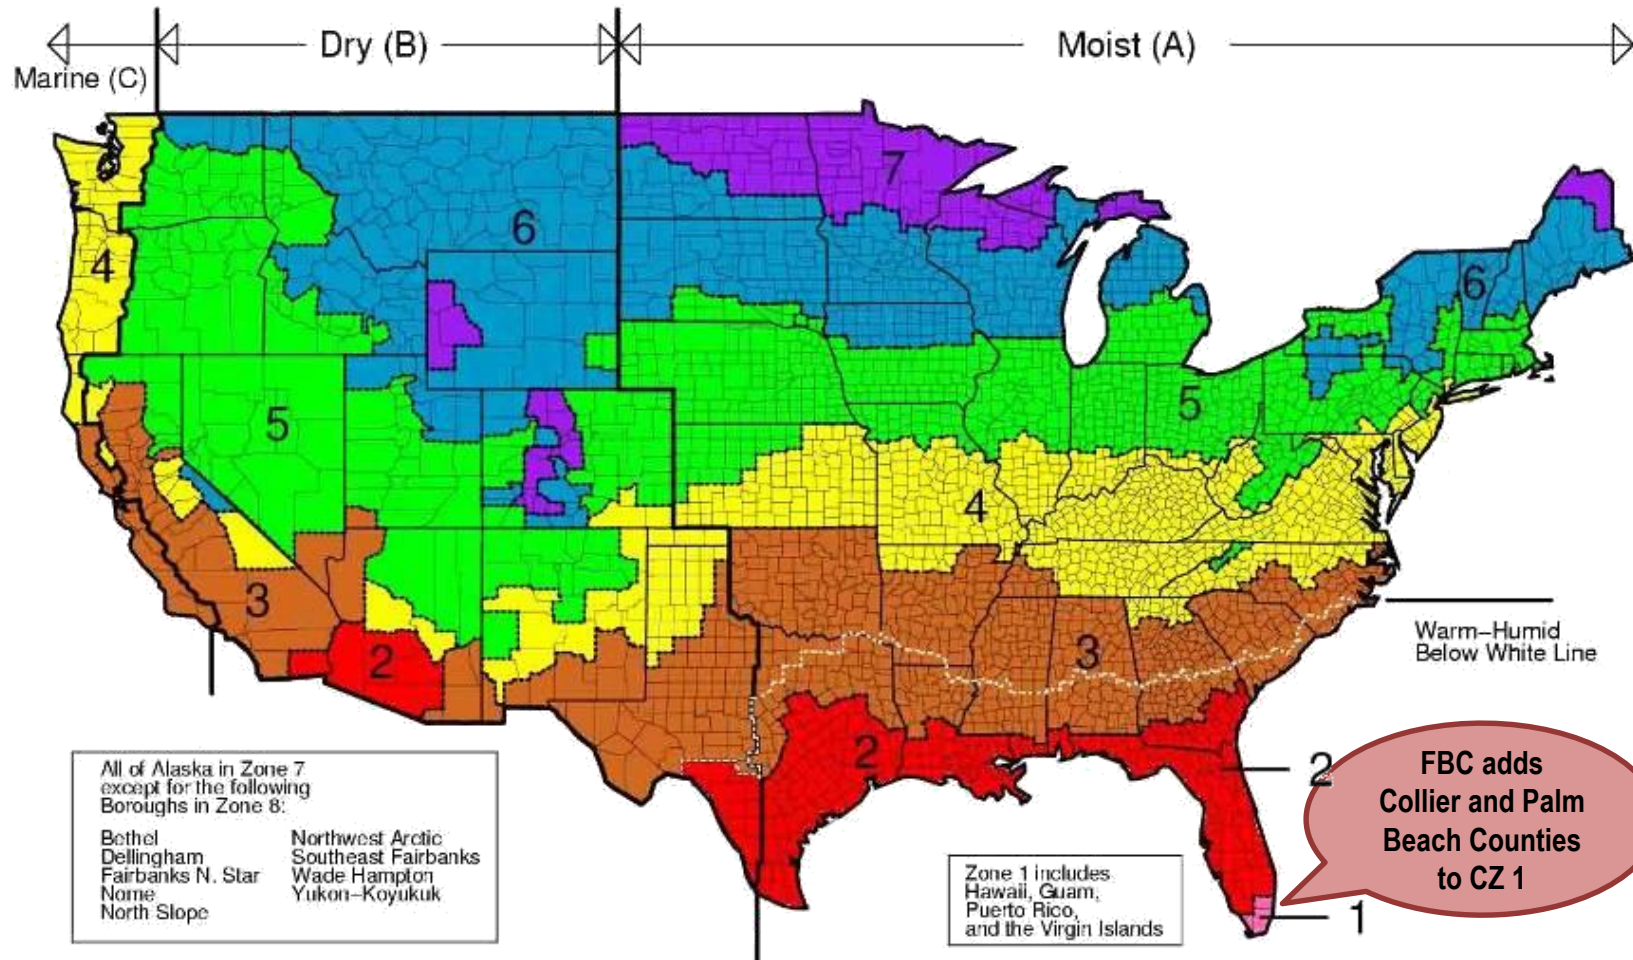 Marine (C)
Dry (B)
Moist (A)
7
6
4
6
5
5
4
3
3
2
2
2
1
Warm–Humid
Below White Line
FBC adds
Collier and Palm
Beach Counties
to CZ 1
All of Alaska in Zone 7
except for the following
Boroughs in Zone 8:
Bethel
Dellingham
Fairbanks N. Star
Nome
North Slope
Northwest Arctic
Southeast Fairbanks
Wade Hampton
Yukon–Koyukuk
Zone 1 includes
Hawaii, Guam,
Puerto Rico,
and the Virgin Islands